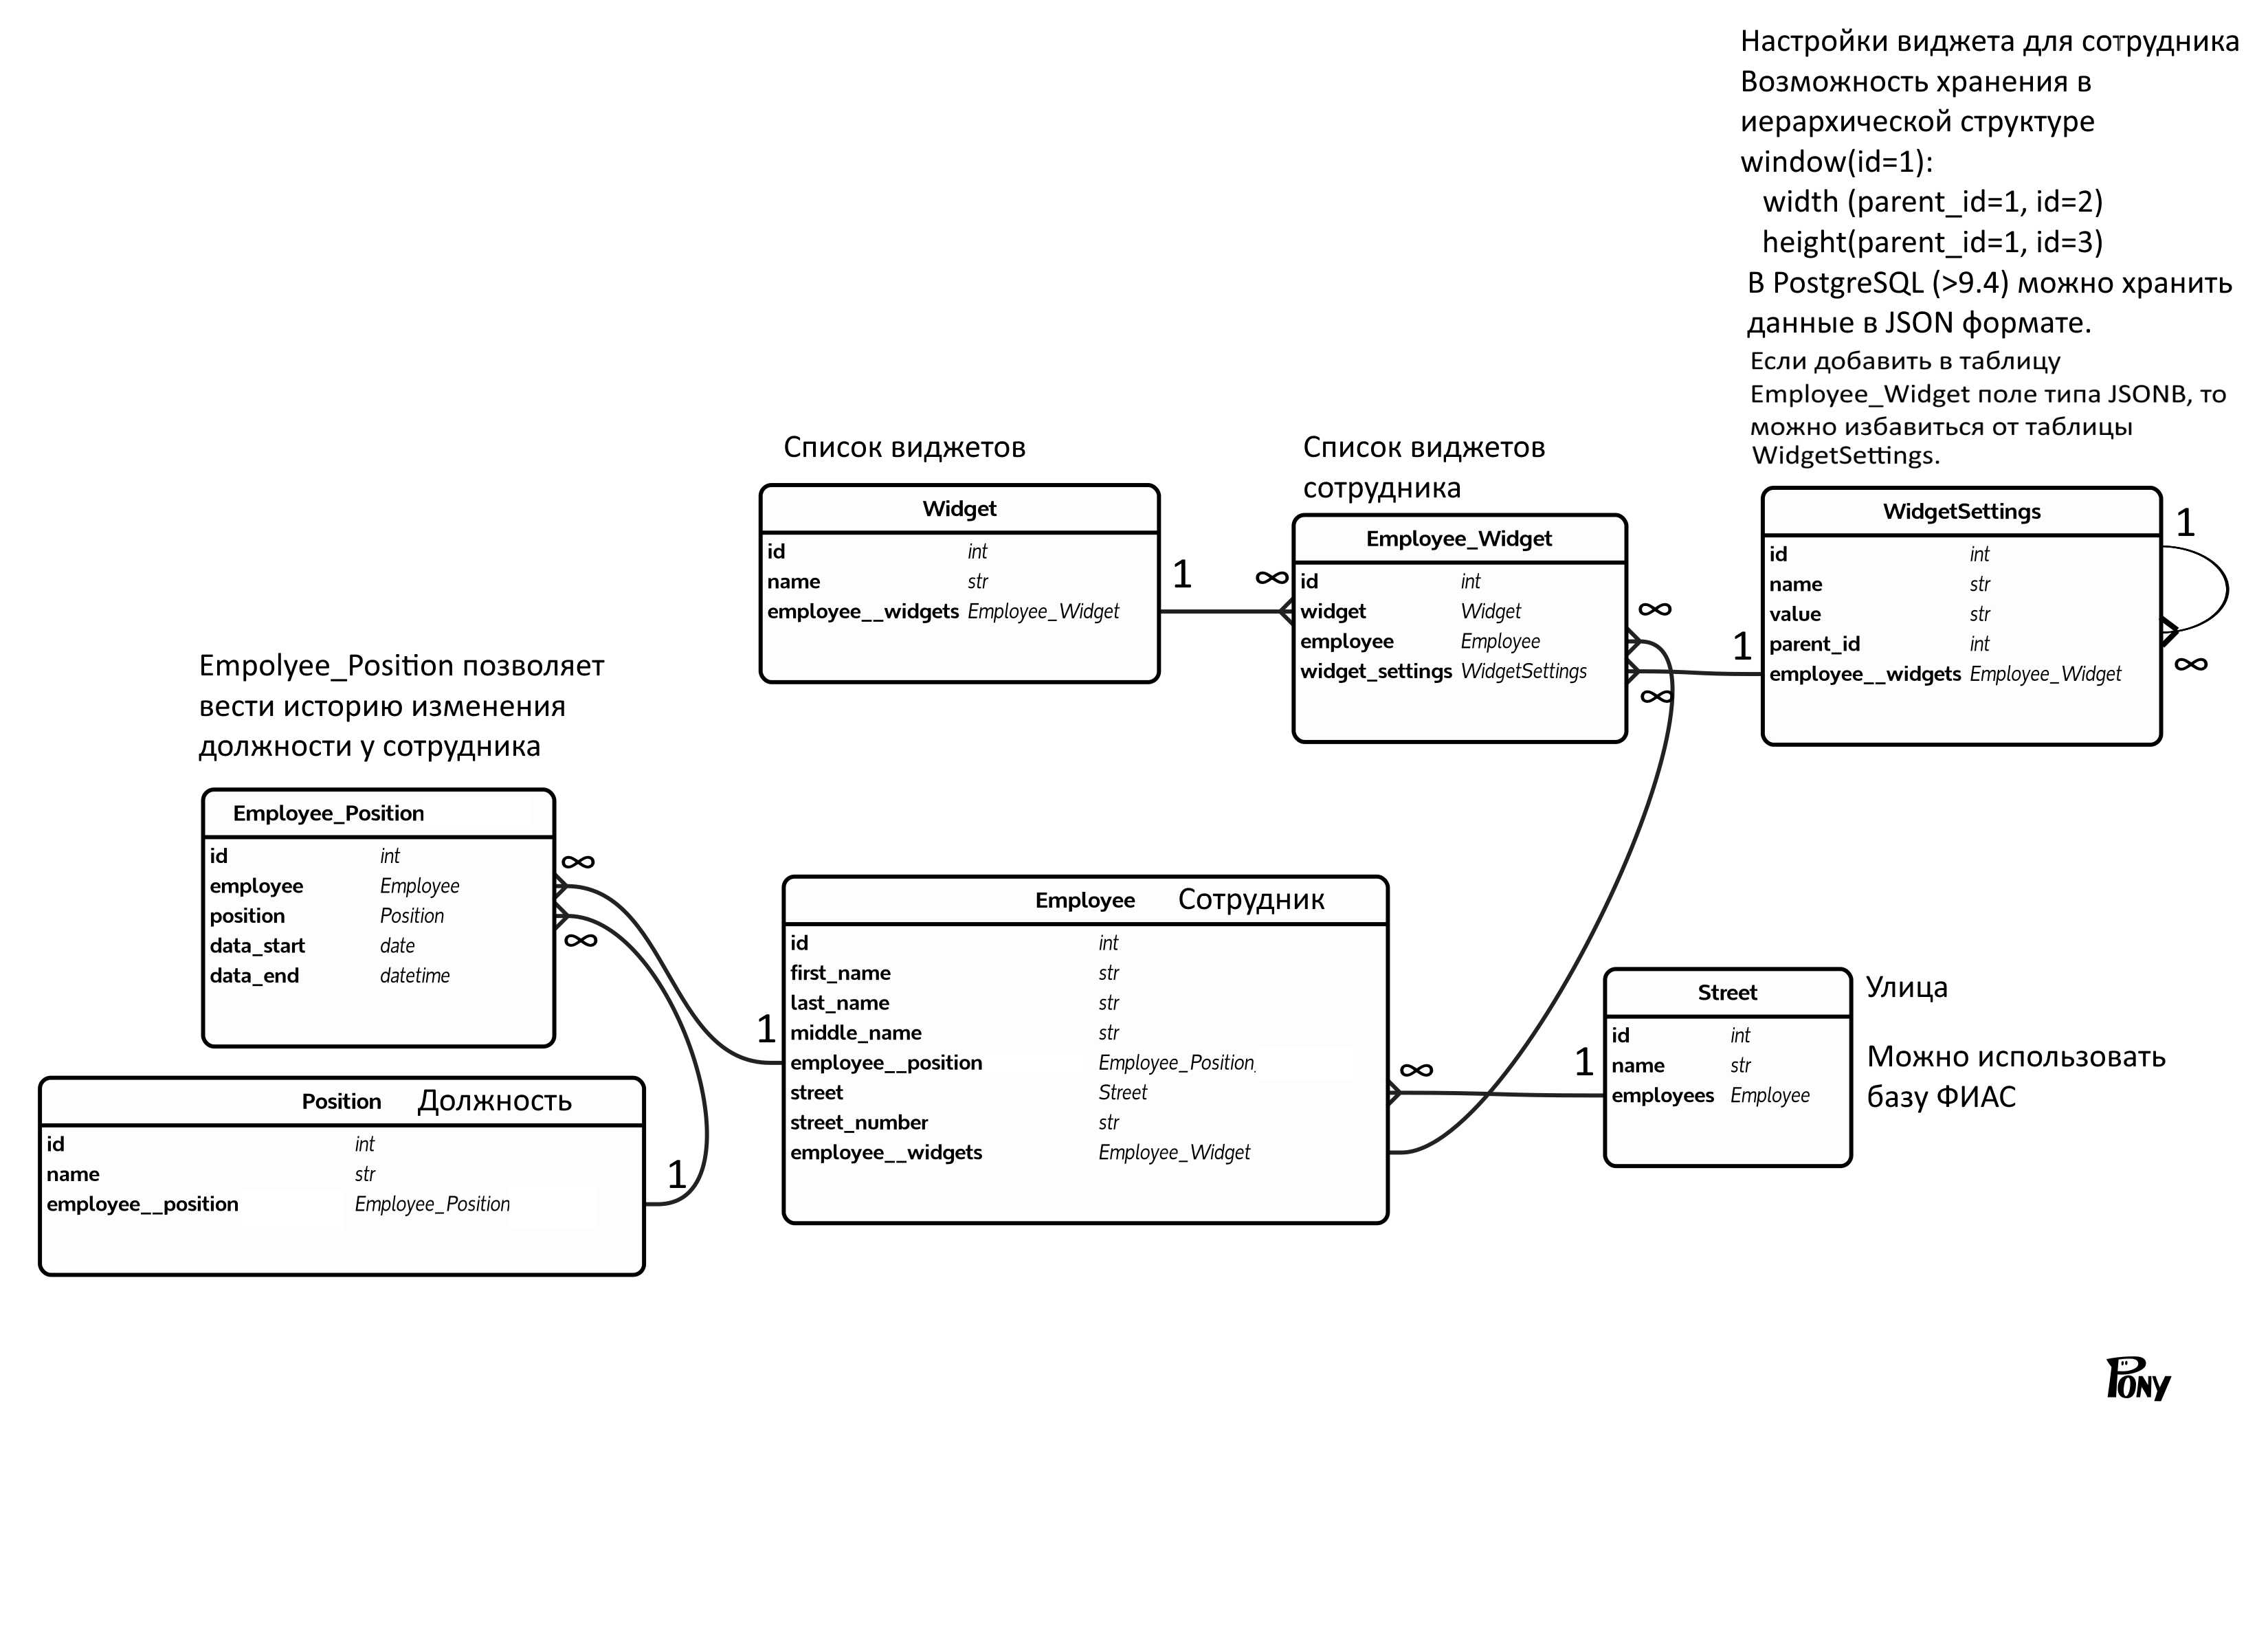 Настройки виджета для сотрудника
Возможность хранения в
иерархической структуре
window(id=1):
width (parent_id=1, id=2)
height(parent_id=1, id=3)
В PostgreSQL (>9.4) можно хранить
данные в JSON формате.
Если добавить в таблицу
Employee_Widget поле типа JSONB, то
можно избавиться от таблицы
WidgetSettings.
Список виджетов
Widget
id int
name str
employee__widgets Employee_Widget
1
∞
Список виджетов
сотрудника
Employee_Widget
id int
widget Widget
employee Employee
widget_settings WidgetSettings
∞
∞
1
WidgetSettings
id int
name str
value str
parent_id int
employee__widgets Employee_Widget
1
∞
Empolyee_Position позволяет
вести историю изменения
должности у сотрудника
Employee_Position
id int
employee Employee
position Position
data_start date
data_end datetime
∞
∞
1
Position Должность
id int
name str
employee__position Employee_Position
1
Employee Сотрудник
id int
first_name str
last_name str
middle_name str
employee__position Employee_Position
street Street
street_number str
employee__widgets Employee_Widget
∞
1
Street
id int
name str
employees Employee
Улица
Можно использовать
базу ФИАС
PONY